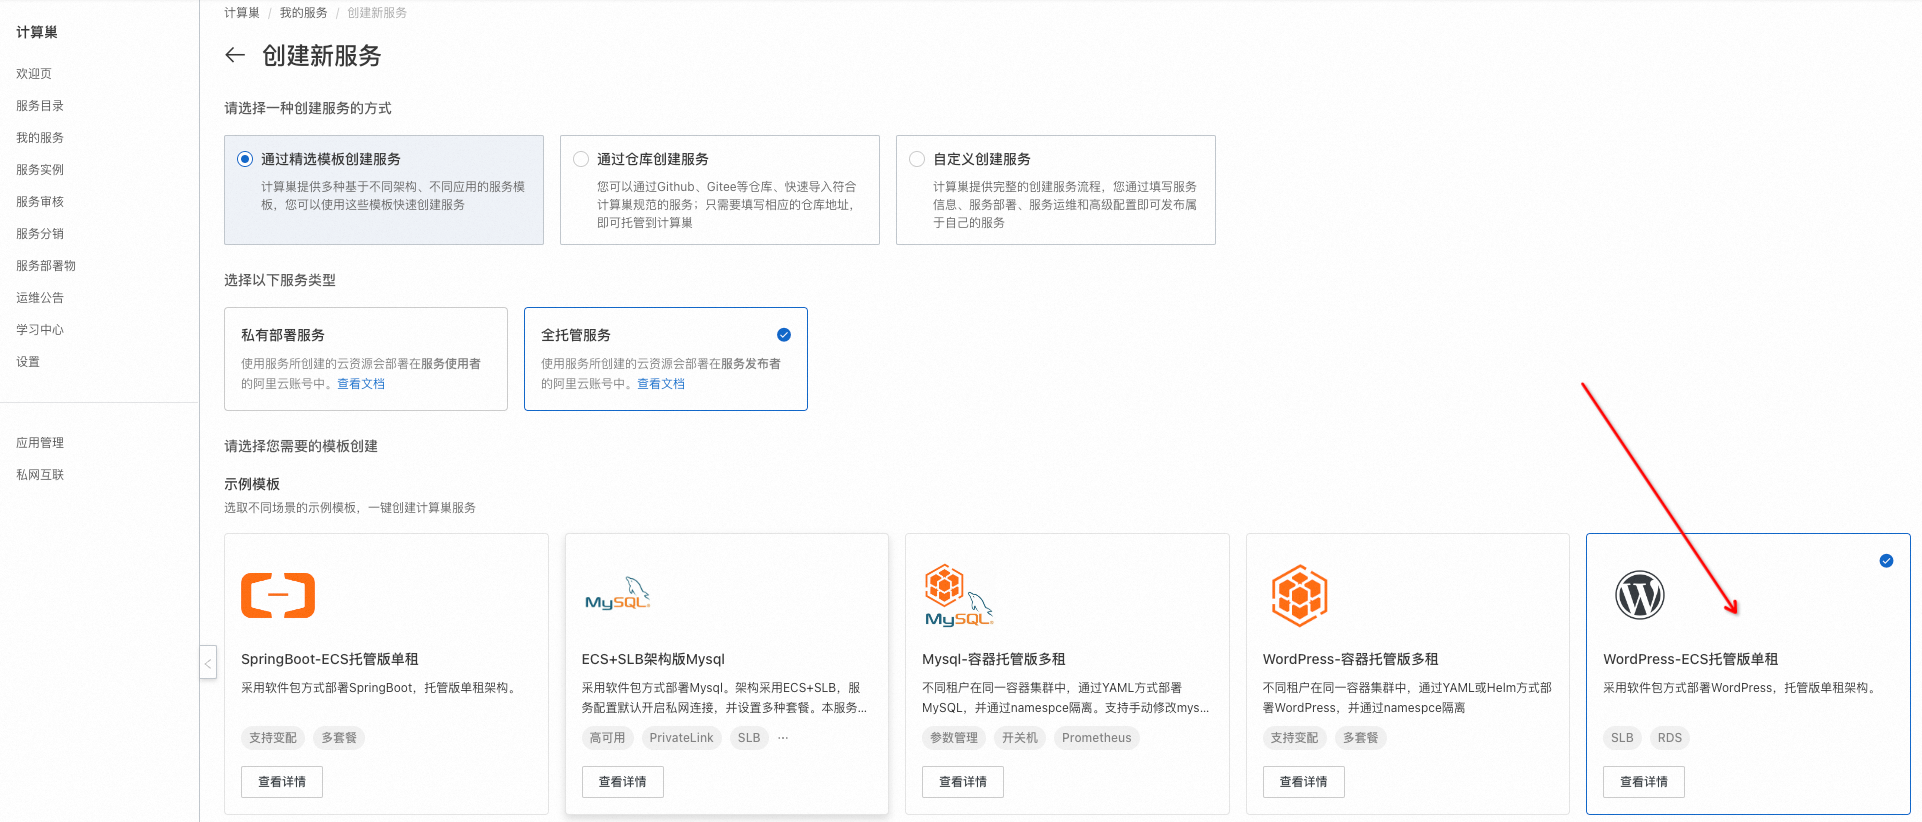 计算巢
欢迎页
服务目录
我的服务
服务实例
服务审核
服务分销
服务部署物
运维公告
学习中心
设置
应用管理
私网互联
计算巢 / 我的服务 / 创建新服务
创建新服务
请选择一种创建服务的方式
通过精选模板创建服务
计算巢提供多种基于不同架构、不同应用的服务模
板，您可以使用这些模板快速创建服务
通过仓库创建服务
您可以通过Github、Gitee等仓库、快速导入符合
计算巢规范的服务；只需要填写相应的仓库地址，
即可托管到计算巢
自定义创建服务
计算巢提供完整的创建服务流程，您通过填写服务
信息、服务部署、服务运维和高级配置即可发布属
于自己的服务
选择以下服务类型
私有部署服务
使用服务所创建的云资源会部署在服务使用者
的阿里云账号中。查看文档
全托管服务
使用服务所创建的云资源会部署在服务发布者
的阿里云账号中。查看文档
请选择您需要的模板创建
示例模板
选取不同场景的示例模板，一键创建计算巢服务
SpringBoot-ECS托管版单租
采用软件包方式部署SpringBoot，托管版单租架构。
支持变配 多套餐
查看详情
MySQL
ECS+SLB架构版Mysql
采用软件包方式部署Mysql。架构采用ECS+SLB，服
务配置默认开启私网连接，并设置多种套餐。本服务...
高可用 PrivateLink SLB ...
查看详情
MySQL
Mysql-容器托管版多租
不同租户在同一容器集群中，通过YAML方式部署
MySQL，并通过namespce隔离。支持手动修改mys...
参数管理 开关机 Prometheus
查看详情
WordPress-容器托管版多租
不同租户在同一容器集群中，通过YAML或Helm方式部
署WordPress，并通过namespce隔离
支持变配 多套餐
查看详情
WordPress-ECS托管版单租
采用软件包方式部署WordPress，托管版单租架构。
SLB RDS
查看详情